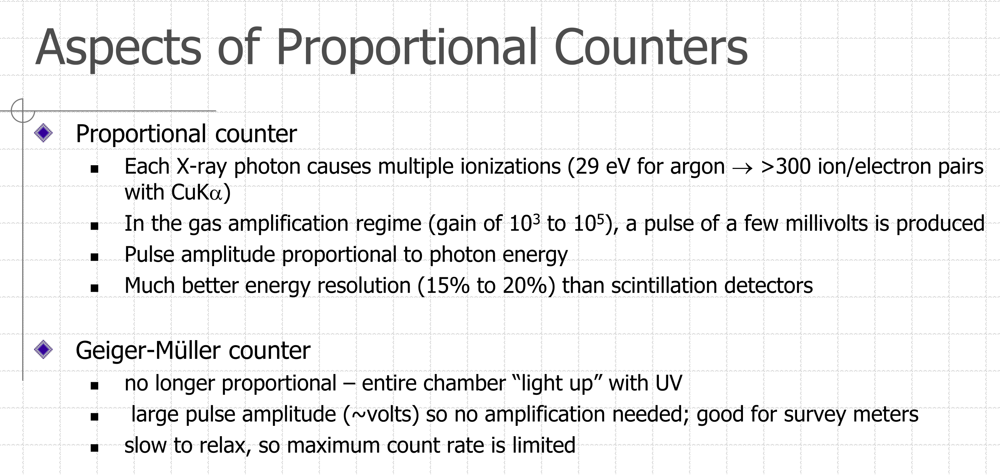 Aspects of Proportional Counters
Proportional counter
Each X-ray photon causes multiple ionizations (29 eV for argon → >300 ion/electron pairs
with CuKα)
In the gas amplification regime (gain of 10³ to 10⁵), a pulse of a few millivolts is produced
Pulse amplitude proportional to photon energy
Much better energy resolution (15% to 20%) than scintillation detectors
Geiger-Müller counter
no longer proportional – entire chamber “light up” with UV
large pulse amplitude (~volts) so no amplification needed; good for survey meters
slow to relax, so maximum count rate is limited